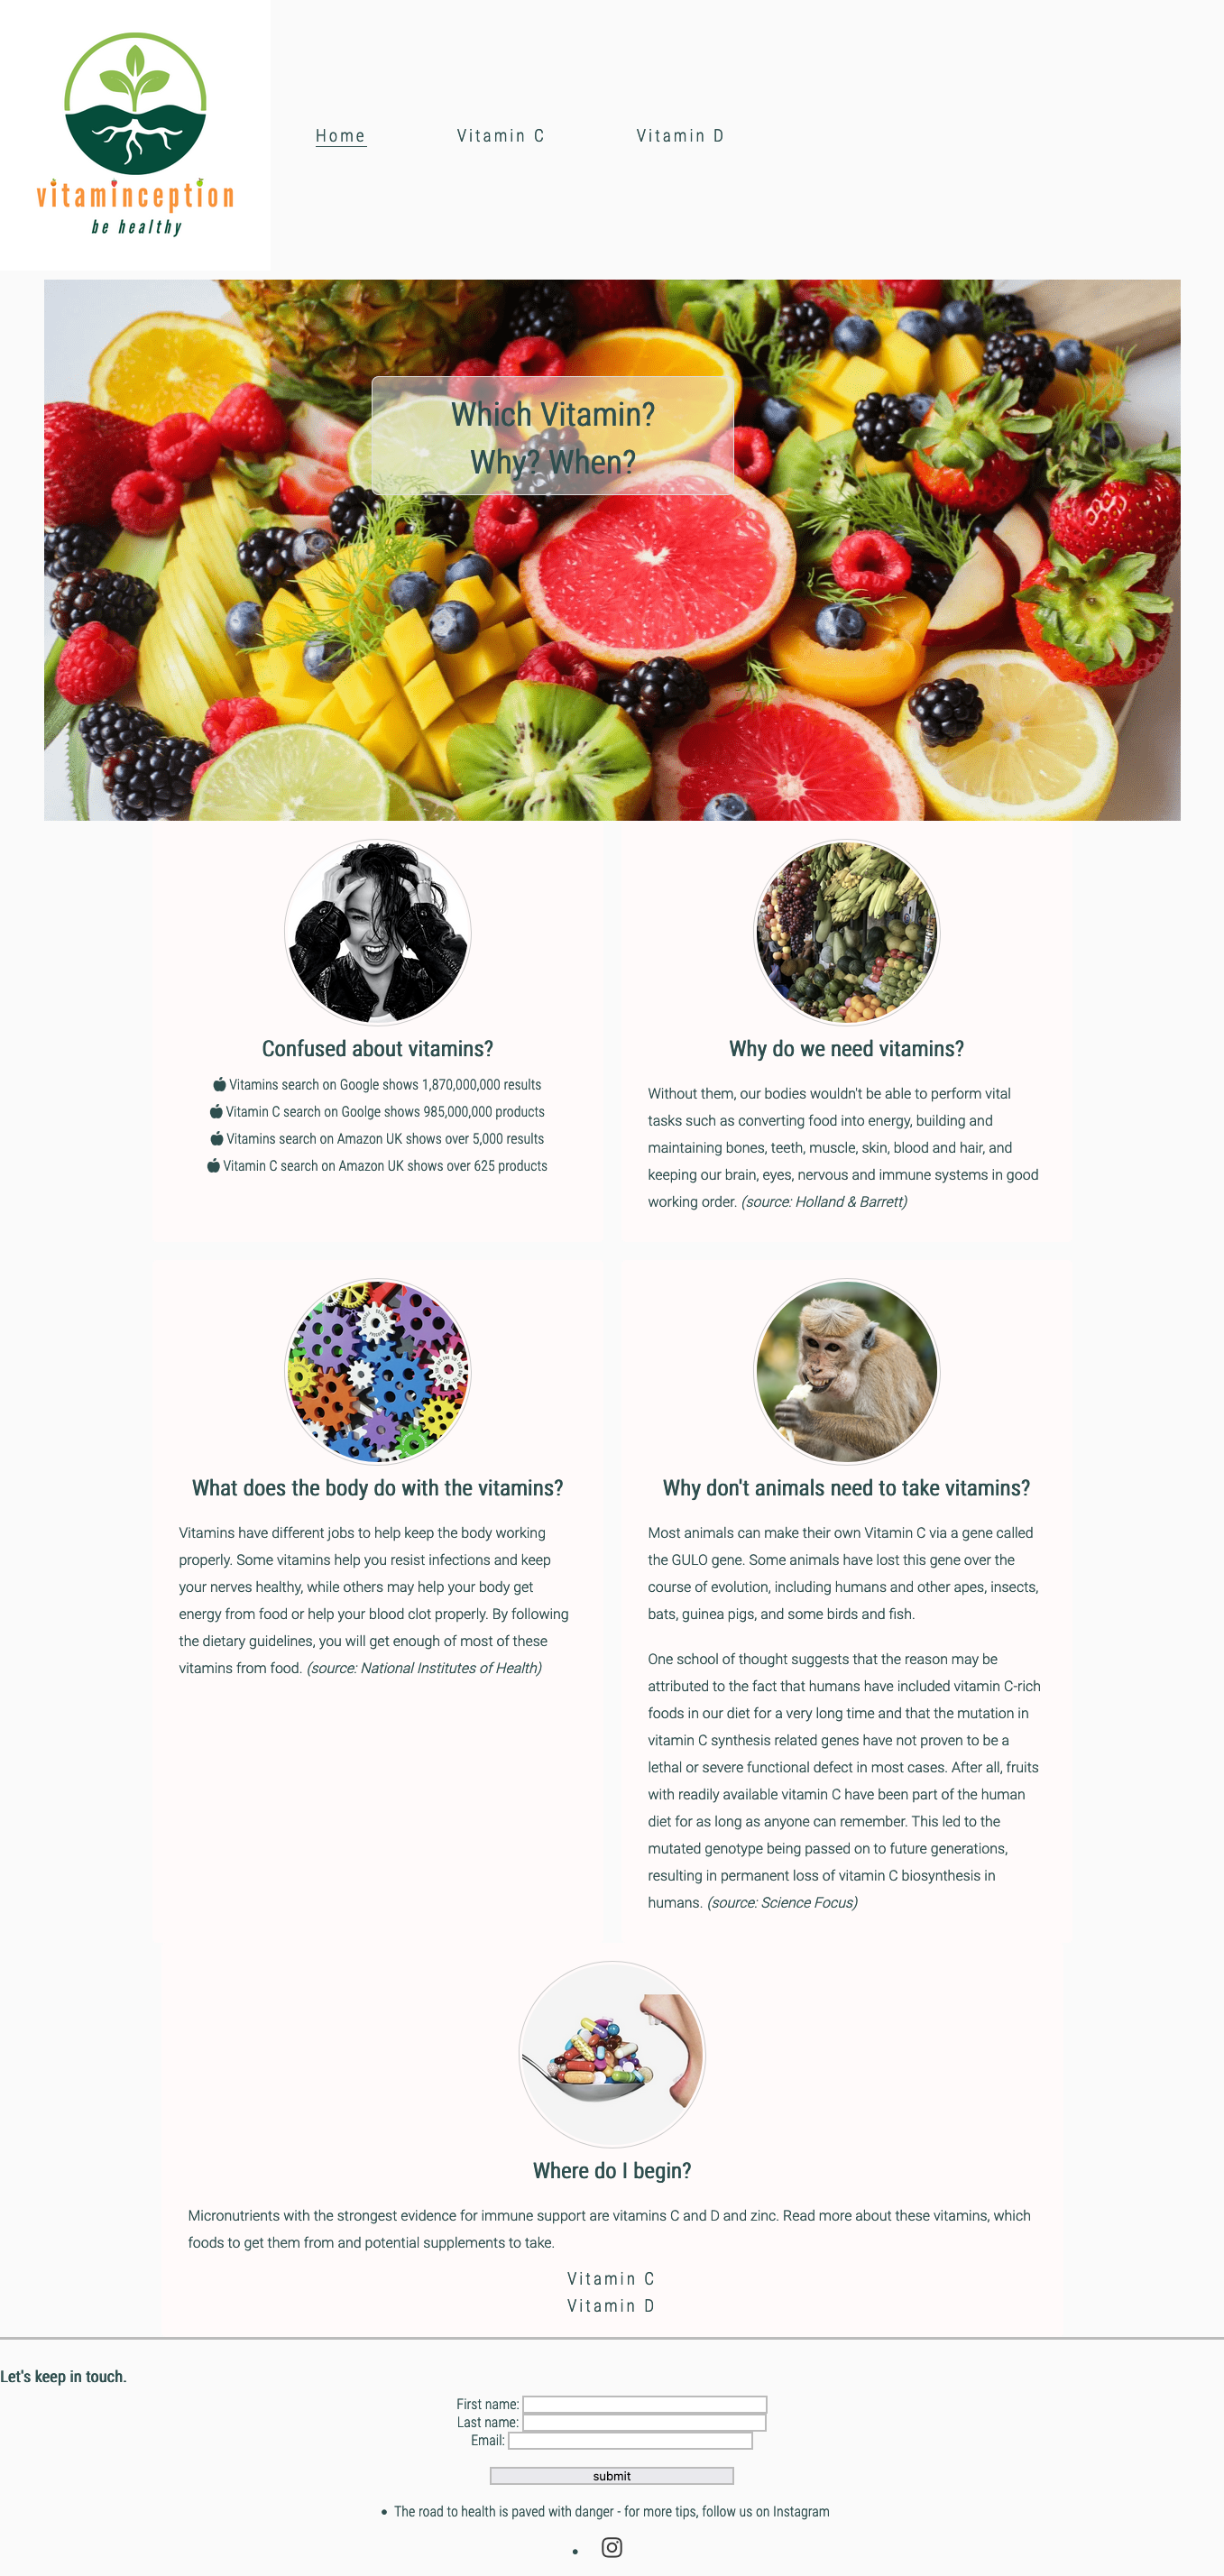 vitaminception
be healthy
Home
Vitamin C
Vitamin D
Which Vitamin?
Why? When?
Confused about vitamins?
Vitamins search on Google shows 1,870,000,000 results
Vitamin C search on Goolge shows 985,000,000 products
Vitamins search on Amazon UK shows over 5,000 results
Vitamin C search on Amazon UK shows over 625 products
Why do we need vitamins?
Without them, our bodies wouldn't be able to perform vital
tasks such as converting food into energy, building and
maintaining bones, teeth, muscle, skin, blood and hair, and
keeping our brain, eyes, nervous and immune systems in good
working order. (source: Holland & Barrett)
What does the body do with the vitamins?
Vitamins have different jobs to help keep the body working
properly. Some vitamins help you resist infections and keep
your nerves healthy, while others may help your body get
energy from food or help your blood clot properly. By following
the dietary guidelines, you will get enough of most of these
vitamins from food. (source: National Institutes of Health)
Why don't animals need to take vitamins?
Most animals can make their own Vitamin C via a gene called
the GULO gene. Some animals have lost this gene over the
course of evolution, including humans and other apes, insects,
bats, guinea pigs, and some birds and fish.
One school of thought suggests that the reason may be
attributed to the fact that humans have included vitamin C-rich
foods in our diet for a very long time and that the mutation in
vitamin C synthesis related genes have not proven to be a
lethal or severe functional defect in most cases. After all, fruits
with readily available vitamin C have been part of the human
diet for as long as anyone can remember. This led to the
mutated genotype being passed on to future generations,
resulting in permanent loss of vitamin C biosynthesis in
humans. (source: Science Focus)
Where do I begin?
Micronutrients with the strongest evidence for immune support are vitamins C and D and zinc. Read more about these vitamins, which
foods to get them from and potential supplements to take.
Vitamin C
Vitamin D
Let's keep in touch.
First name:
Last name:
Email:
submit
The road to health is paved with danger - for more tips, follow us on Instagram